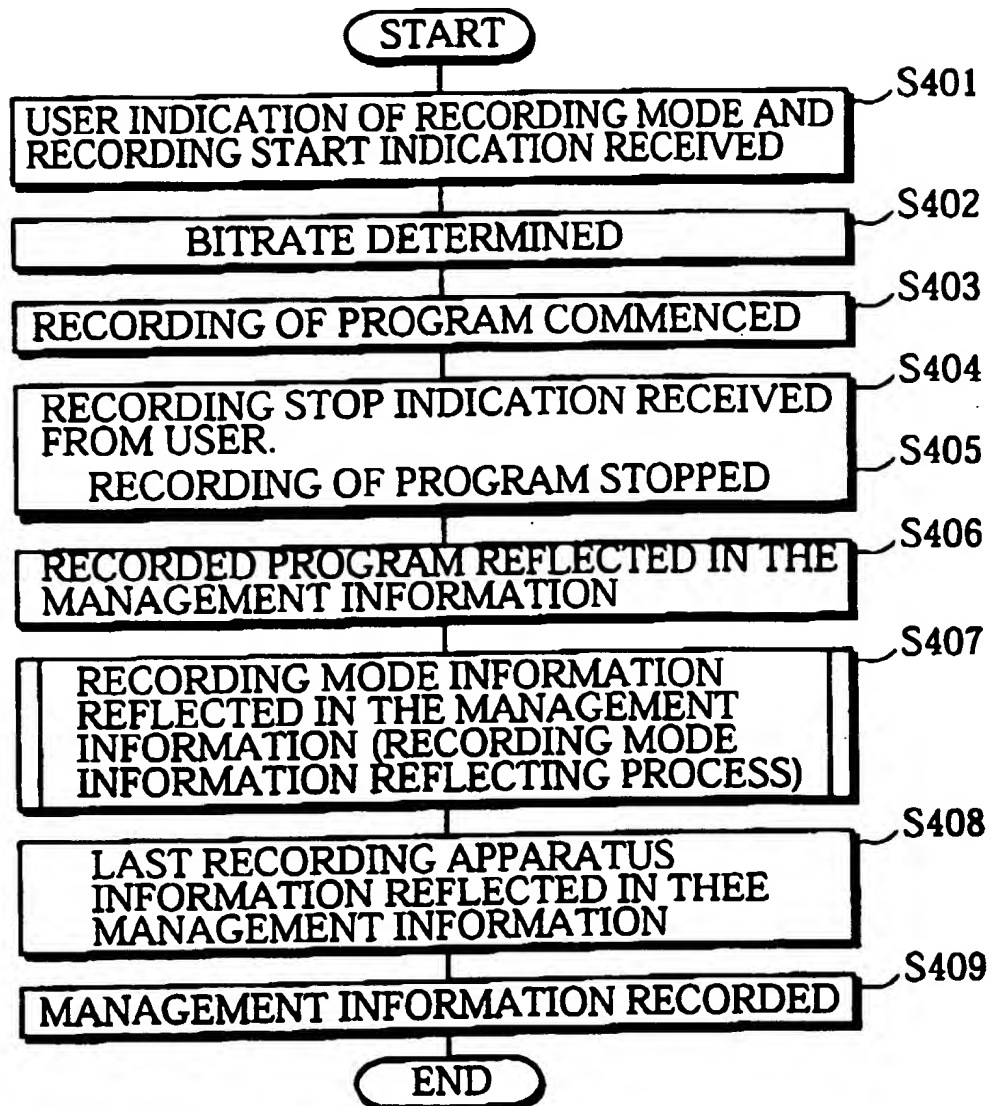 START
S401
USER INDICATION OF RECORDING MODE AND
RECORDING START INDICATION RECEIVED
S402
BITRATE DETERMINED
S403
RECORDING OF PROGRAM COMMENCED
S404
RECORDING STOP INDICATION RECEIVED
FROM USER.
S405
RECORDING OF PROGRAM STOPPED
S406
RECORDED PROGRAM REFLECTED IN THE
MANAGEMENT INFORMATION
S407
RECORDING MODE INFORMATION
REFLECTED IN THE MANAGEMENT
INFORMATION (RECORDING MODE
INFORMATION REFLECTING PROCESS)
S408
LAST RECORDING APPARATUS
INFORMATION REFLECTED IN THEE
MANAGEMENT INFORMATION
S409
MANAGEMENT INFORMATION RECORDED
END